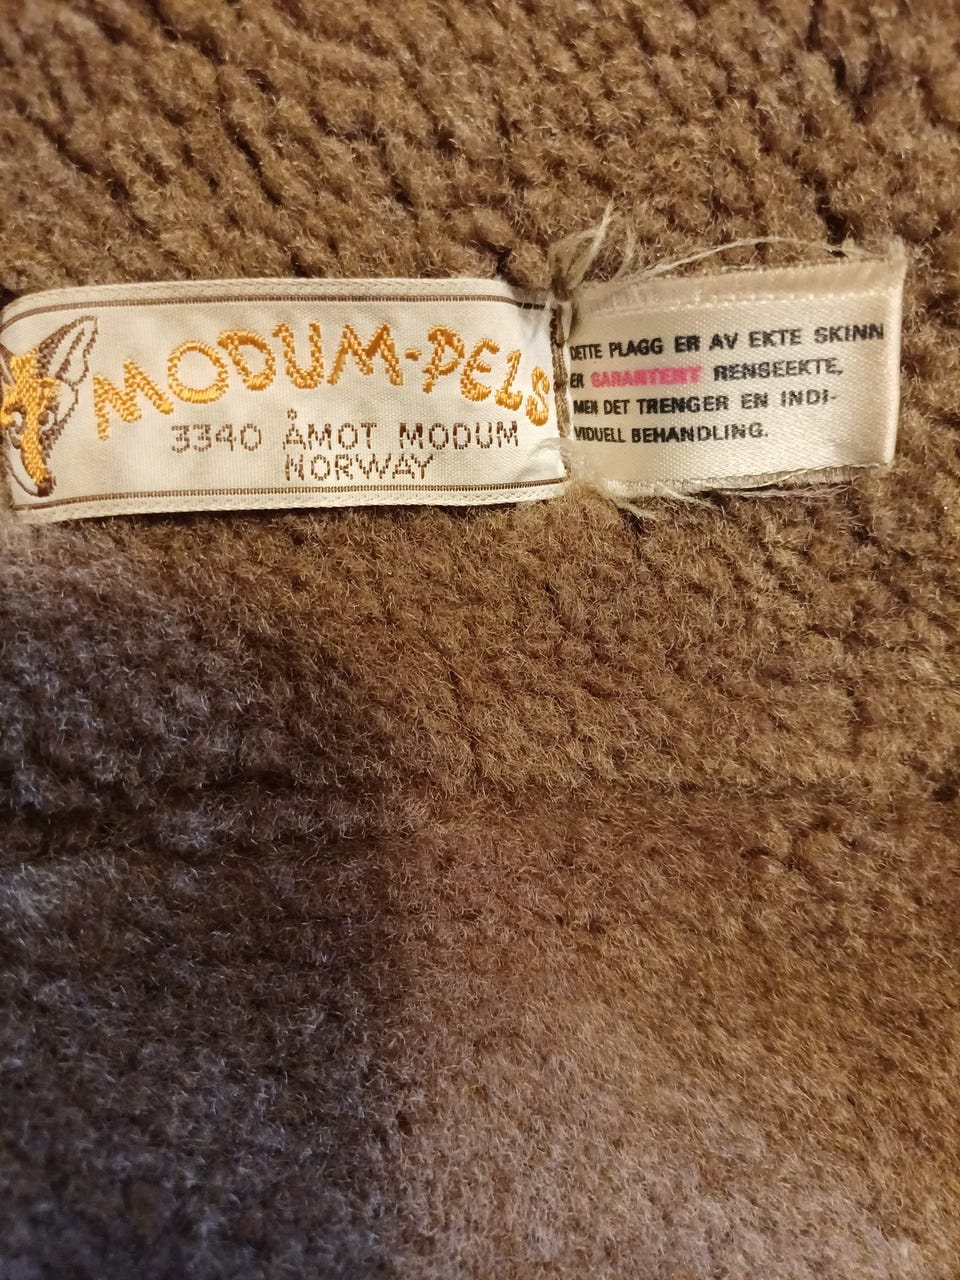 MODUM-PELS
3340 ÅMOT MODUM
NORWAY
DETTE PLAGG ER AV EKTE SKINN
ER GARANTERT RENSEEKTE,
MEN DET TRENGER EN INDI-
VIDUELL BEHANDLING.